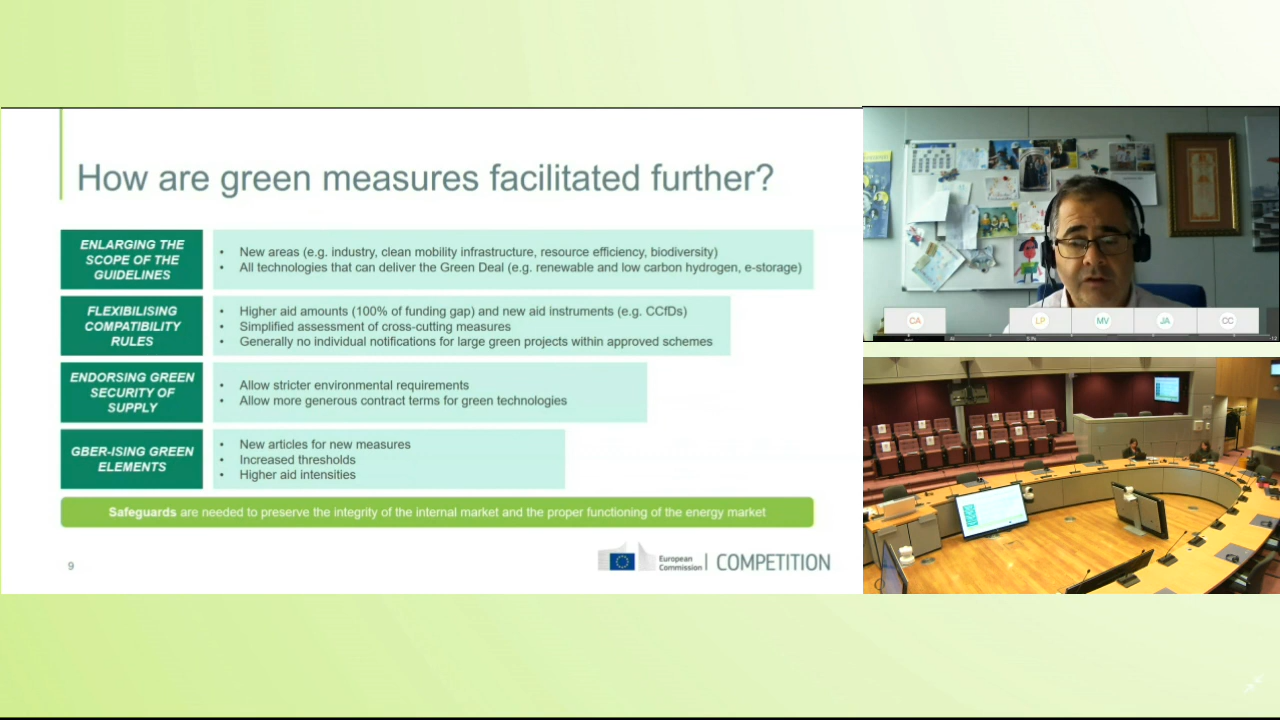 How are green measures facilitated further?
ENLARGING THE
SCOPE OF THE
GUIDELINES
• New areas (e.g. industry, clean mobility infrastructure, resource efficiency, biodiversity)
• All technologies that can deliver the Green Deal (e.g. renewable and low carbon hydrogen, e-storage)
FLEXIBILISING
COMPATIBILITY
RULES
• Higher aid amounts (100% of funding gap) and new aid instruments (e.g. CCfDs)
• Simplified assessment of cross-cutting measures
• Generally no individual notifications for large green projects within approved schemes
ENDORSING GREEN
SECURITY OF
SUPPLY
• Allow stricter environmental requirements
• Allow more generous contract terms for green technologies
GBER-ISING GREEN
ELEMENTS
• New articles for new measures
• Increased thresholds
• Higher aid intensities
Safeguards are needed to preserve the integrity of the internal market and the proper functioning of the energy market
9
European
Commission
COMPETITION
CA
LP
MV
JA
CC